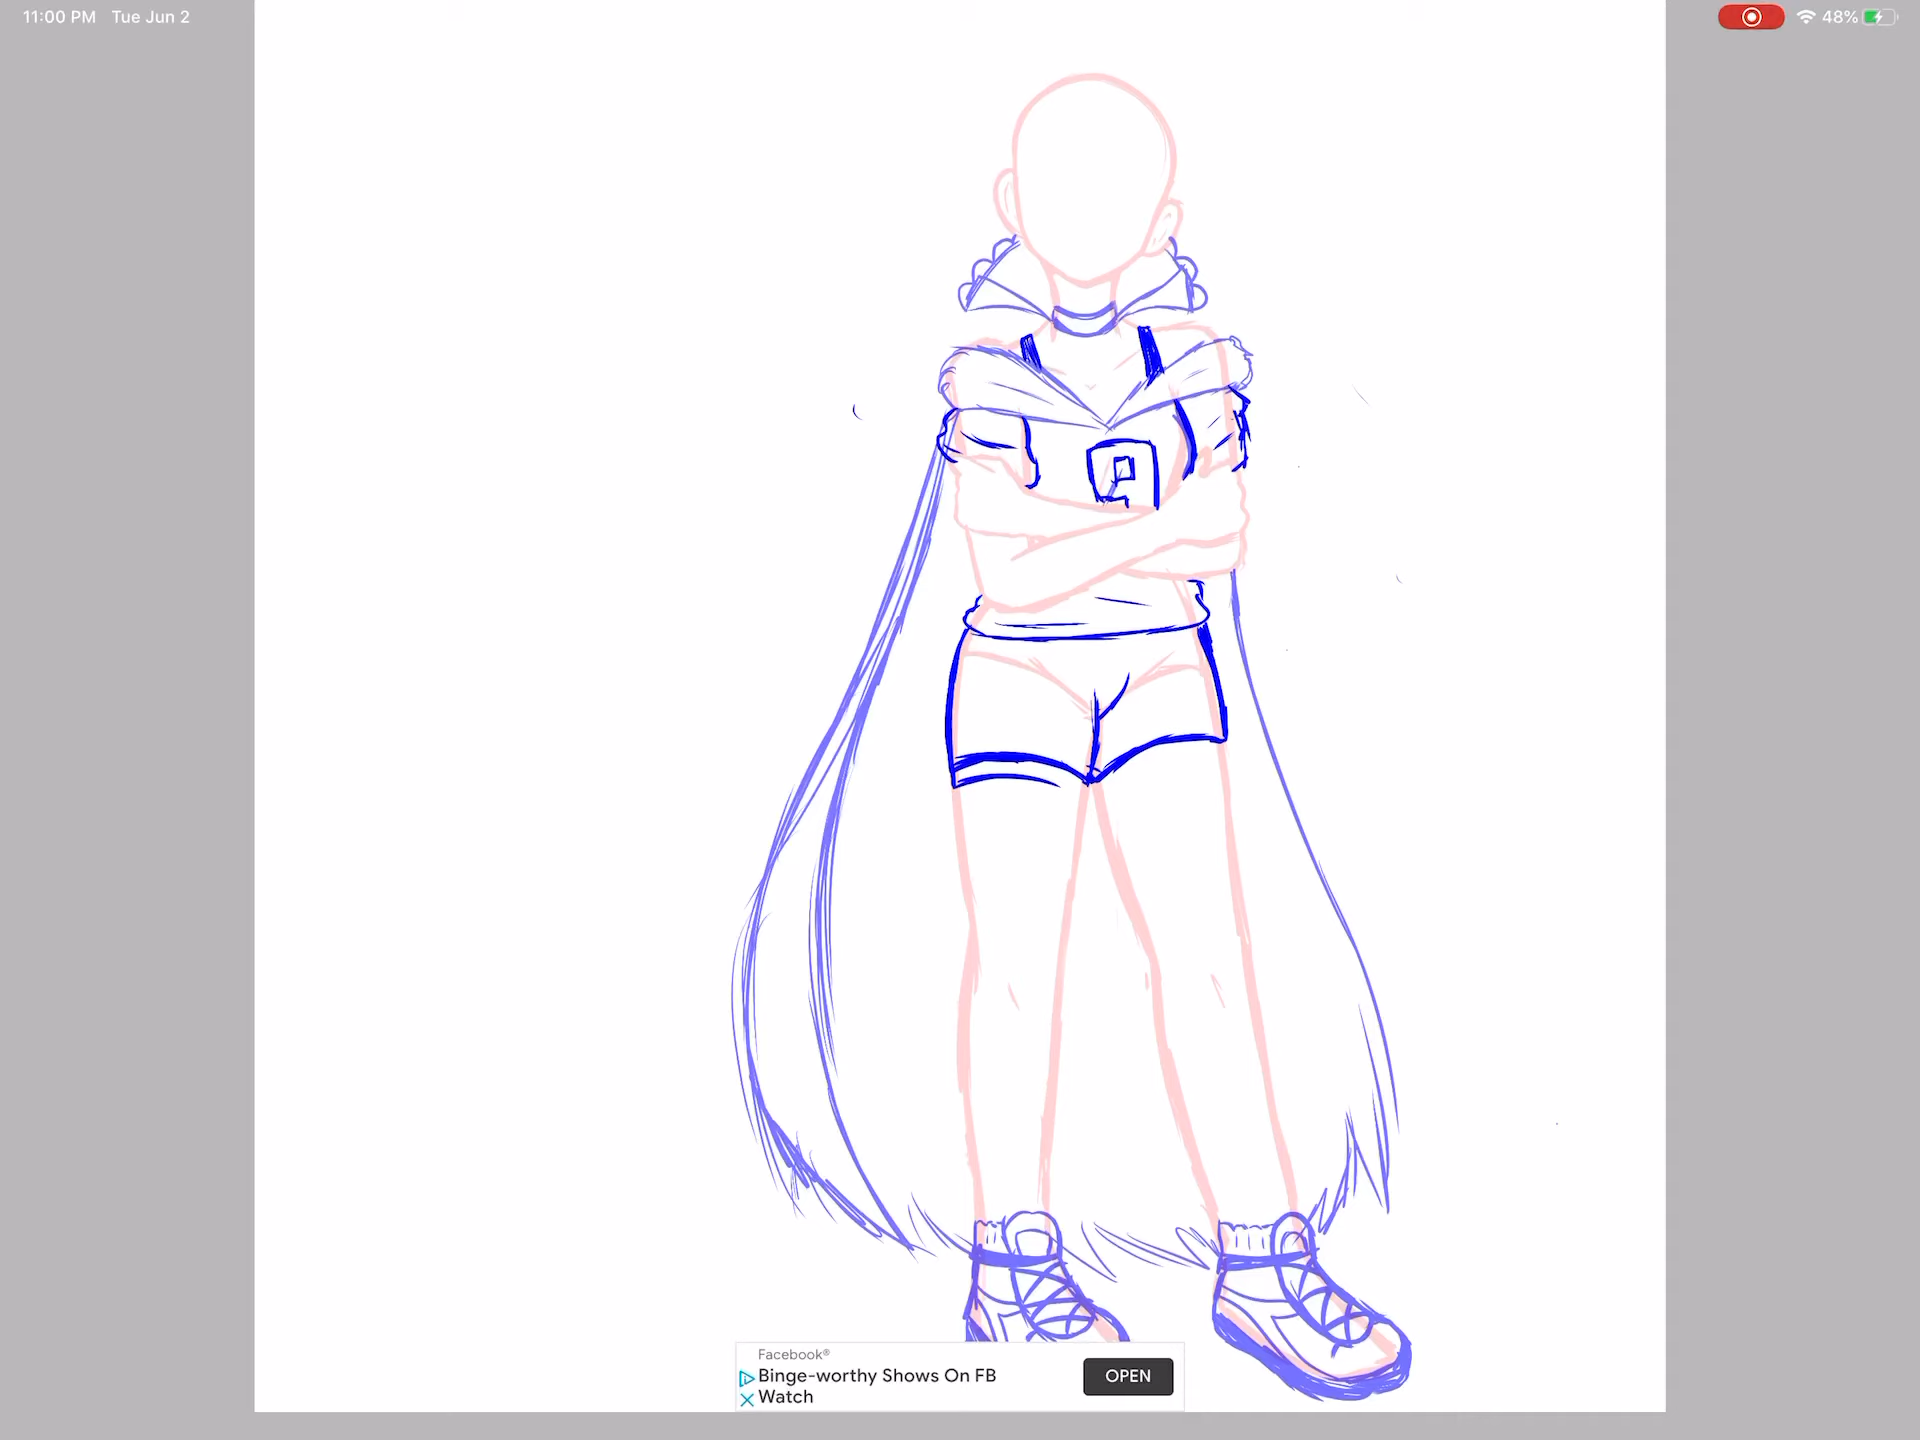 11:00 PM Tue Jun 2
48%
Facebook®
Binge-worthy Shows On FB
Watch
OPEN